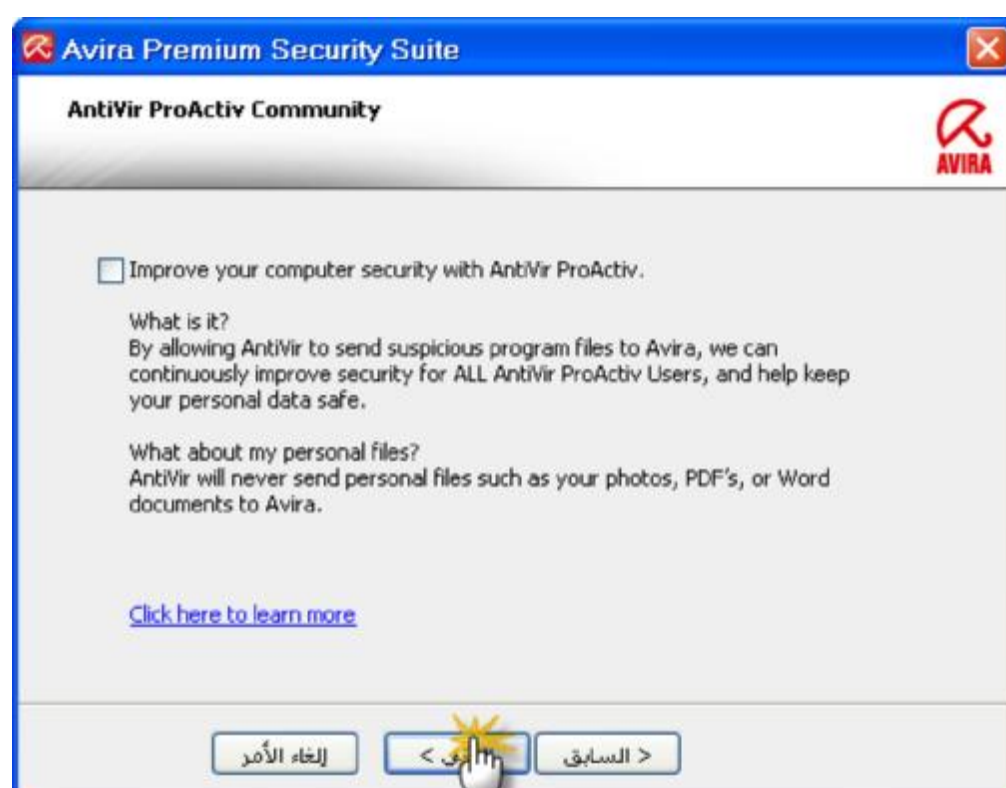 Avira Premium Security Suite
AntiVir ProActiv Community
AVIRA
Improve your computer security with AntiVir ProActiv.
What is it?
By allowing AntiVir to send suspicious program files to Avira, we can
continuously improve security for ALL AntiVir ProActiv Users, and help keep
your personal data safe.
What about my personal files?
AntiVir will never send personal files such as your photos, PDF's, or Word
documents to Avira.
Click here to learn more
< السابق
>
إلغاء الأمر